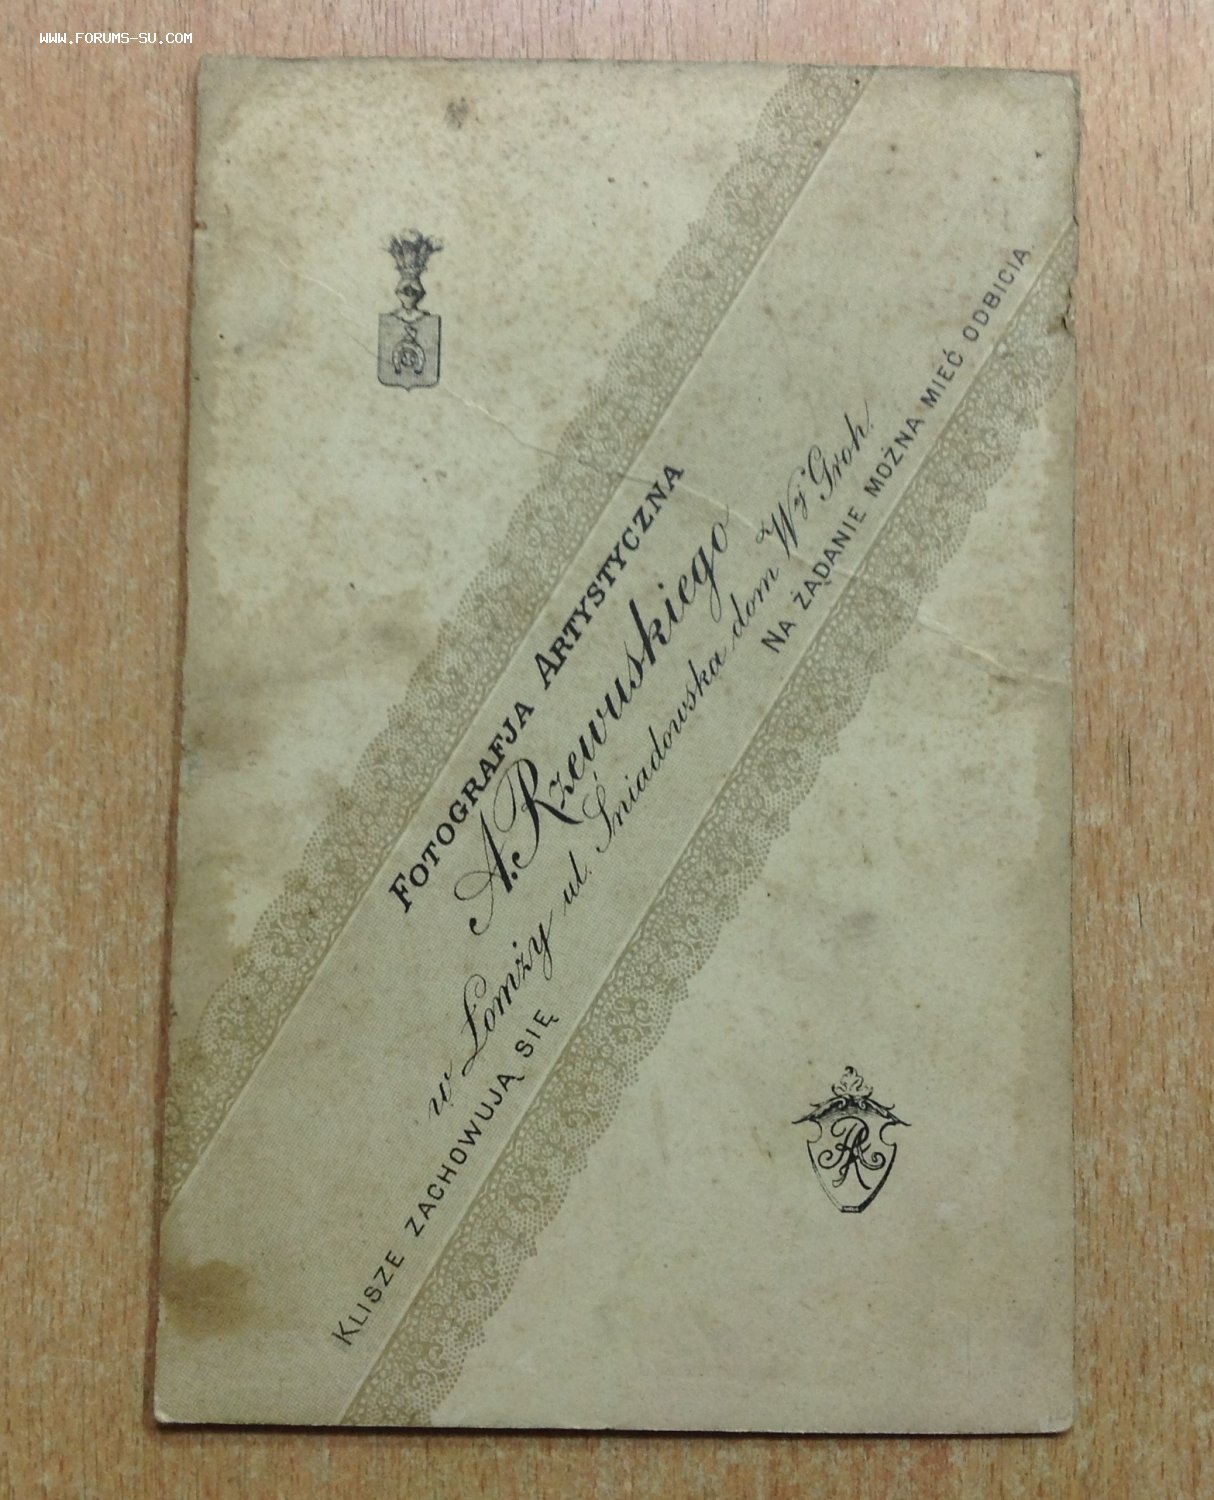 WWW.FORUMS-SU.COM
FOTOGRAFJA ARTYSTYCZNA
A. Rzewuskiego
w Łomży ul. Śniadowska dom Wł Groh.
KLISZE ZACHOWUJĄ SIĘ
NA ŻĄDANIE MOŻNA MIEĆ ODBICIA